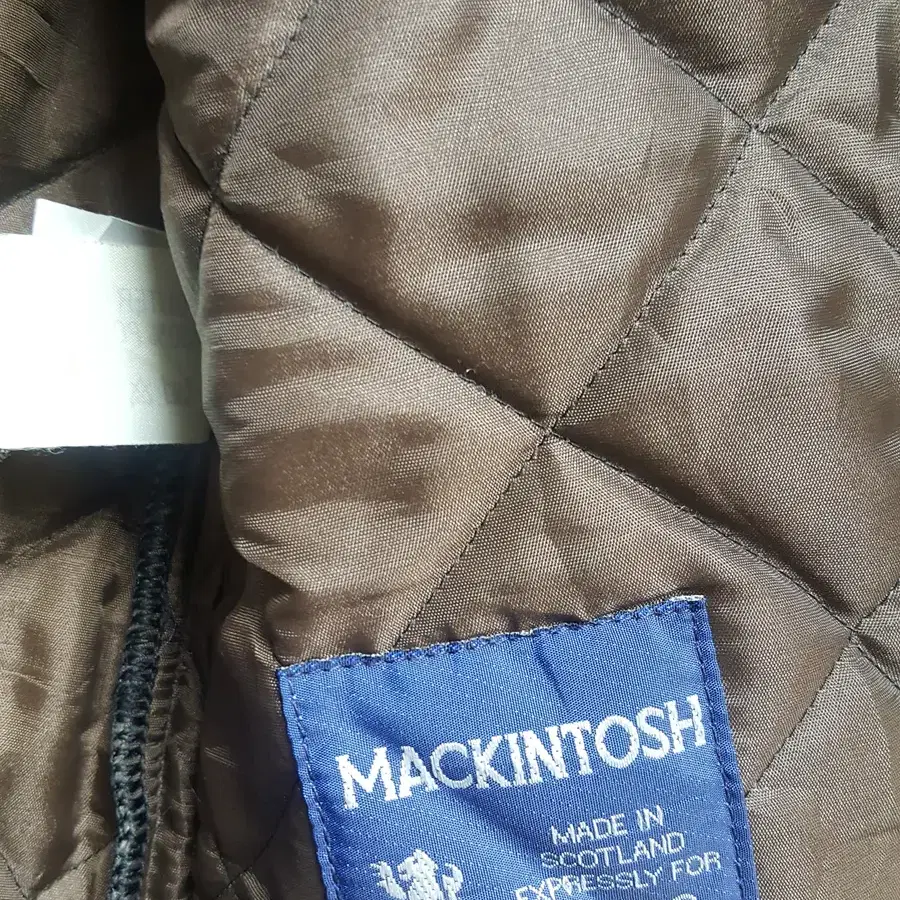 MACKINTOSH
MADE IN
SCOTLAND
EXPRESSLY FOR